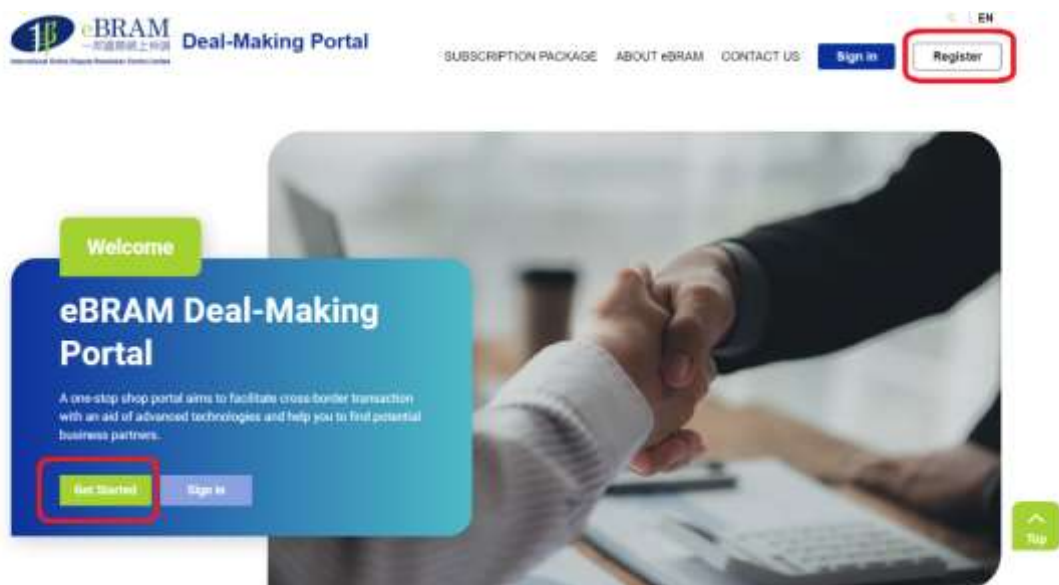 eBRAM
Deal-Making Portal
EN
SUBSCRIPTION PACKAGE
ABOUT eBRAM
CONTACT US
Sign in
Register
Welcome
eBRAM Deal-Making
Portal
A one-stop shop portal aims to facilitate cross-border transaction
with an aid of advanced technologies and help you to find potential
business partners.
Get Started
Sign in
Top